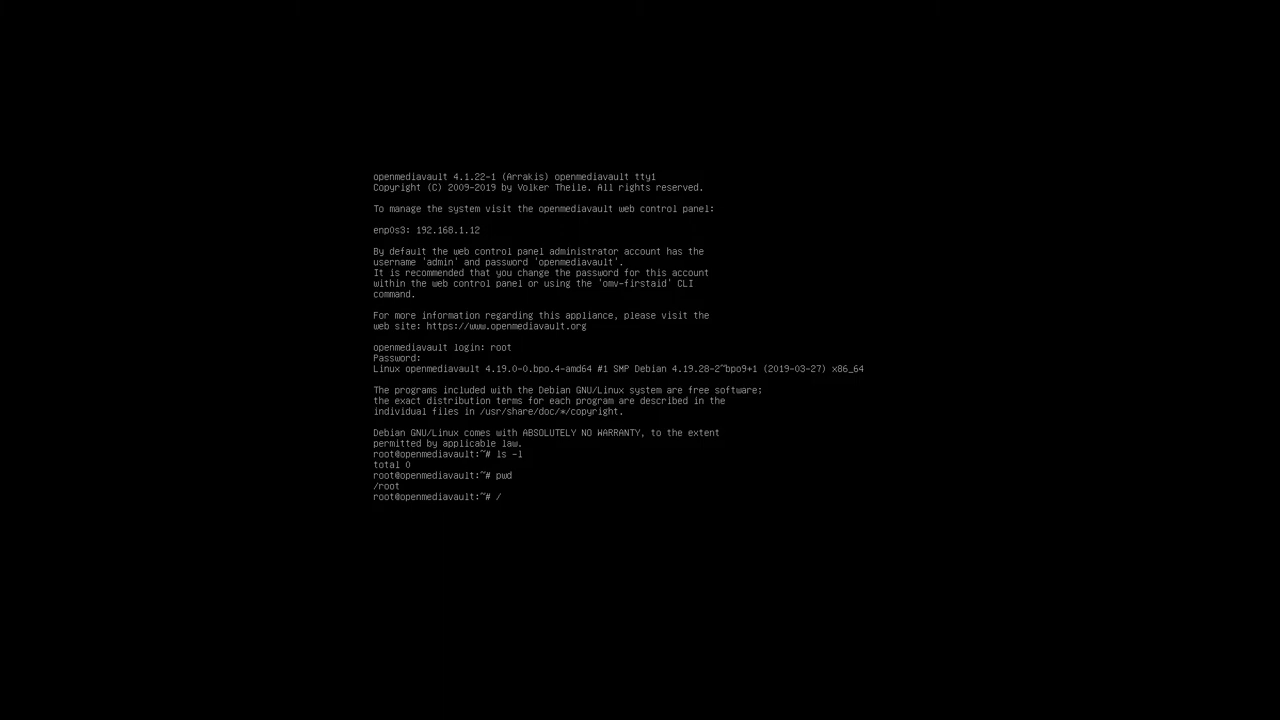 openmediavault 4.1.22-1 (Arrakis) openmediavault tty1
Copyright (C) 2009-2019 by Volker Theile. All rights reserved.
To manage the system visit the openmediavault web control panel:
enp0s3: 192.168.1.12
By default the web control panel administrator account has the
username 'admin' and password 'openmediavault'.
It is recommended that you change the password for this account
within the web control panel or using the 'omv-firstaid' CLI
command.
For more information regarding this appliance, please visit the
web site: https://www.openmediavault.org
openmediavault login: root
Password:
Linux openmediavault 4.19.0-0.bpo.4-amd64 #1 SMP Debian 4.19.28-2~bpo9+1 (2019-03-27) x86_64
The programs included with the Debian GNU/Linux system are free software;
the exact distribution terms for each program are described in the
individual files in /usr/share/doc/*/copyright.
Debian GNU/Linux comes with ABSOLUTELY NO WARRANTY, to the extent
permitted by applicable law.
root@openmediavault:~# ls -l
total 0
root@openmediavault:~# pwd
/root
root@openmediavault:~# /